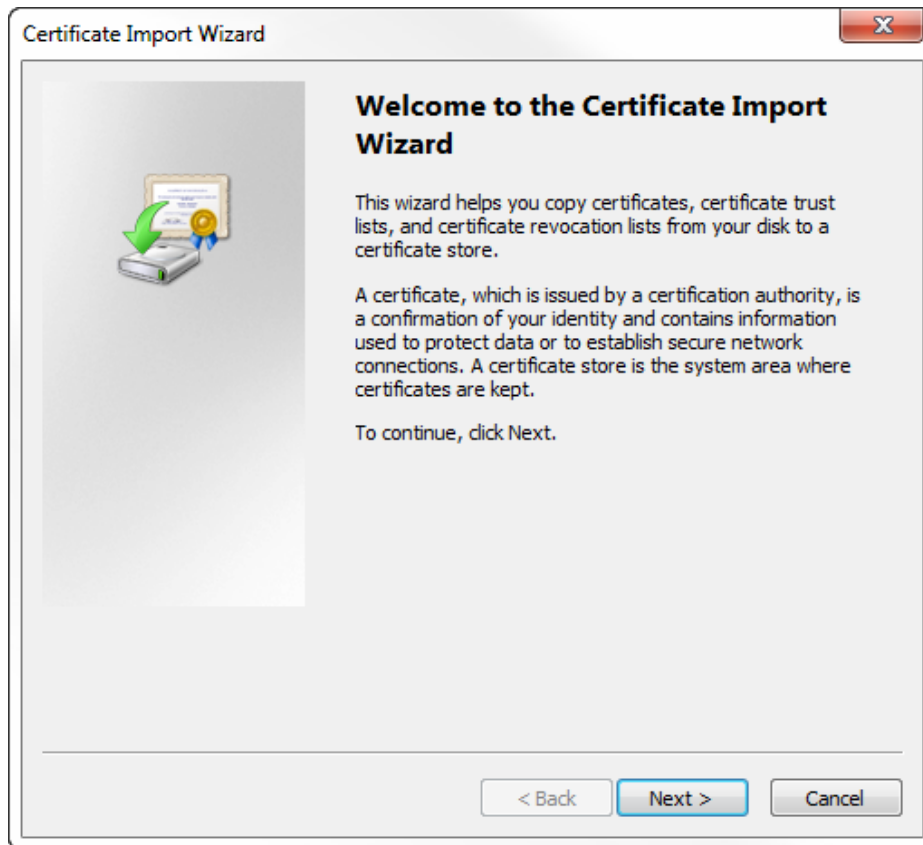 Certificate Import Wizard
Welcome to the Certificate Import
Wizard
This wizard helps you copy certificates, certificate trust
lists, and certificate revocation lists from your disk to a
certificate store.
A certificate, which is issued by a certification authority, is
a confirmation of your identity and contains information
used to protect data or to establish secure network
connections. A certificate store is the system area where
certificates are kept.
To continue, click Next.
< Back Next > Cancel